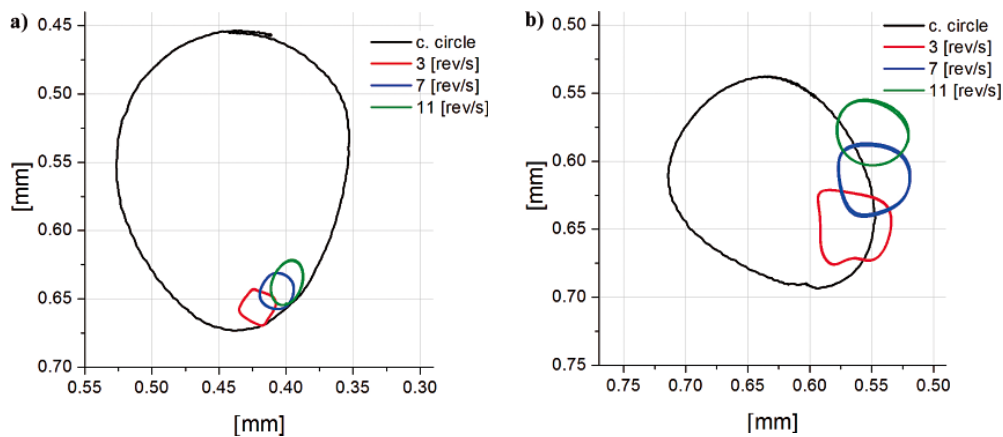 a)
0.45
0.50
0.55
0.60
0.65
0.70
[mm]
0.55 0.50 0.45 0.40 0.35 0.30
[mm]
c. circle
3 [rev/s]
7 [rev/s]
11 [rev/s]
b)
0.50
0.55
0.60
0.65
0.70
0.75
[mm]
0.75 0.70 0.65 0.60 0.55 0.50
[mm]
c. circle
3 [rev/s]
7 [rev/s]
11 [rev/s]